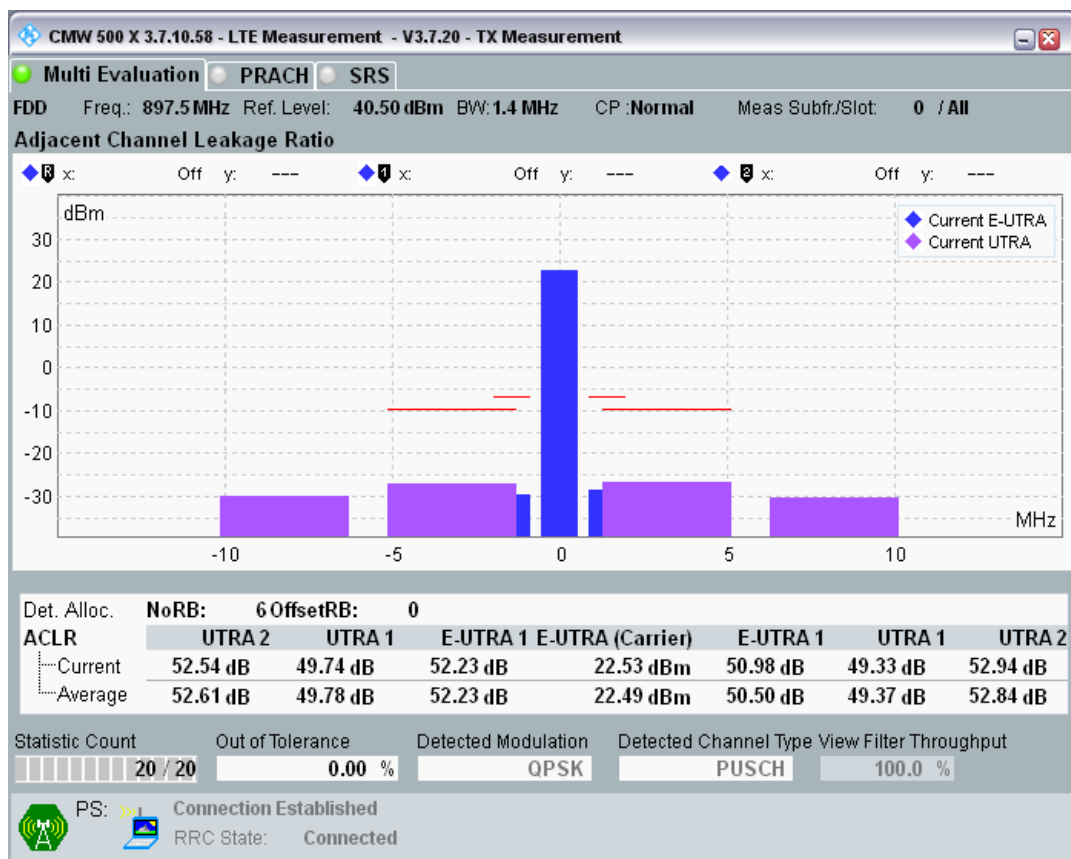 CMW 500 X 3.7.10.58 - LTE Measurement - V3.7.20 - TX Measurement
Multi Evaluation PRACH SRS
FDD Freq.: 897.5 MHz Ref. Level: 40.50 dBm BW: 1.4 MHz CP :Normal Meas Subfr./Slot: 0 / All
Adjacent Channel Leakage Ratio
R x: Off y: --- 1 x: Off y: --- 2 x: Off y: ---
dBm
Current E-UTRA
Current UTRA
30
20
10
0
-10
-20
-30
MHz
-10 -5 0 5 10
Det. Alloc. NoRB: 6 OffsetRB: 0
ACLR UTRA 2 UTRA 1 E-UTRA 1 E-UTRA (Carrier) E-UTRA 1 UTRA 1 UTRA 2
Current 52.54 dB 49.74 dB 52.23 dB 22.53 dBm 50.98 dB 49.33 dB 52.94 dB
Average 52.61 dB 49.78 dB 52.23 dB 22.49 dBm 50.50 dB 49.37 dB 52.84 dB
Statistic Count Out of Tolerance Detected Modulation Detected Channel Type View Filter Throughput
20 / 20 0.00 % QPSK PUSCH 100.0 %
PS: Connection Established
RRC State: Connected